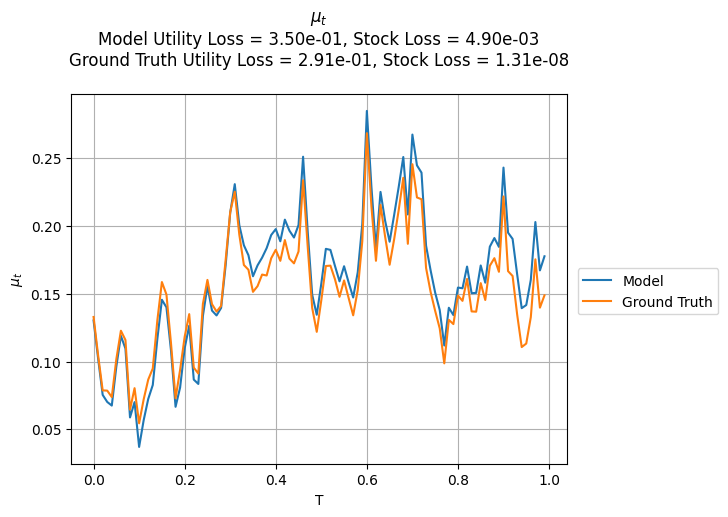 μt
Model Utility Loss = 3.50e-01, Stock Loss = 4.90e-03
Ground Truth Utility Loss = 2.91e-01, Stock Loss = 1.31e-08
0.25
0.20
0.15
0.10
0.05
μt
0.0 0.2 0.4 0.6 0.8 1.0
T
Model
Ground Truth